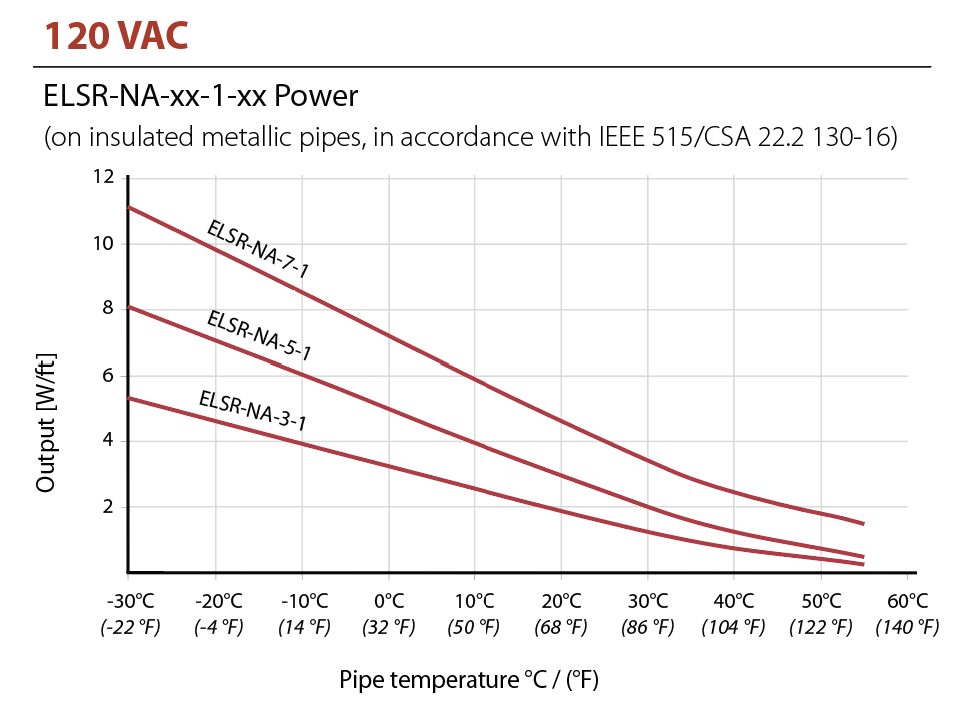 120 VAC
ELSR-NA-xx-1-xx Power
(on insulated metallic pipes, in accordance with IEEE 515/CSA 22.2 130-16)
12
10
8
6
4
2
Output [W/ft]
ELSR-NA-7-1
ELSR-NA-5-1
ELSR-NA-3-1
-30°C -20°C -10°C 0°C 10°C 20°C 30°C 40°C 50°C 60°C
(-22 °F) (-4 °F) (14 °F) (32 °F) (50 °F) (68 °F) (86 °F) (104 °F) (122 °F) (140 °F)
Pipe temperature °C / (°F)